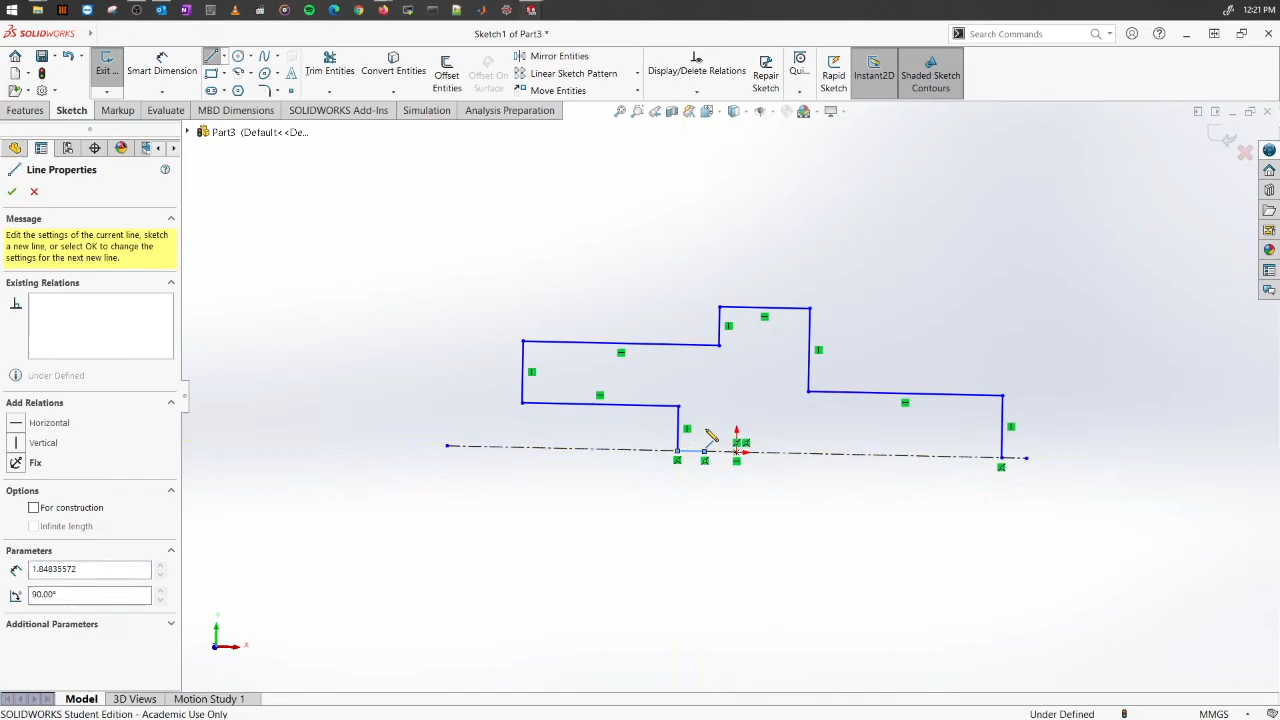 12:21 PM
SOLIDWORKS
Sketch1 of Part3 *
Search Commands
Exit ...
Smart Dimension
Trim Entities
Convert Entities
Offset
Entities
Offset On
Surface
Mirror Entities
Linear Sketch Pattern
Move Entities
Display/Delete Relations
Repair
Sketch
Qui...
Rapid
Sketch
Instant2D
Shaded Sketch
Contours
Features
Sketch
Markup
Evaluate
MBD Dimensions
SOLIDWORKS Add-Ins
Simulation
Analysis Preparation
Part3 (Default<<De...
Line Properties
Message
Edit the settings of the current line, sketch
a new line, or select OK to change the
settings for the next new line.
Existing Relations
Under Defined
Add Relations
Horizontal
Vertical
Fix
Options
For construction
Infinite length
Parameters
1.84835572
90.00°
Additional Parameters
Y
X
Model
3D Views
Motion Study 1
SOLIDWORKS Student Edition - Academic Use Only
Under Defined
MMGS